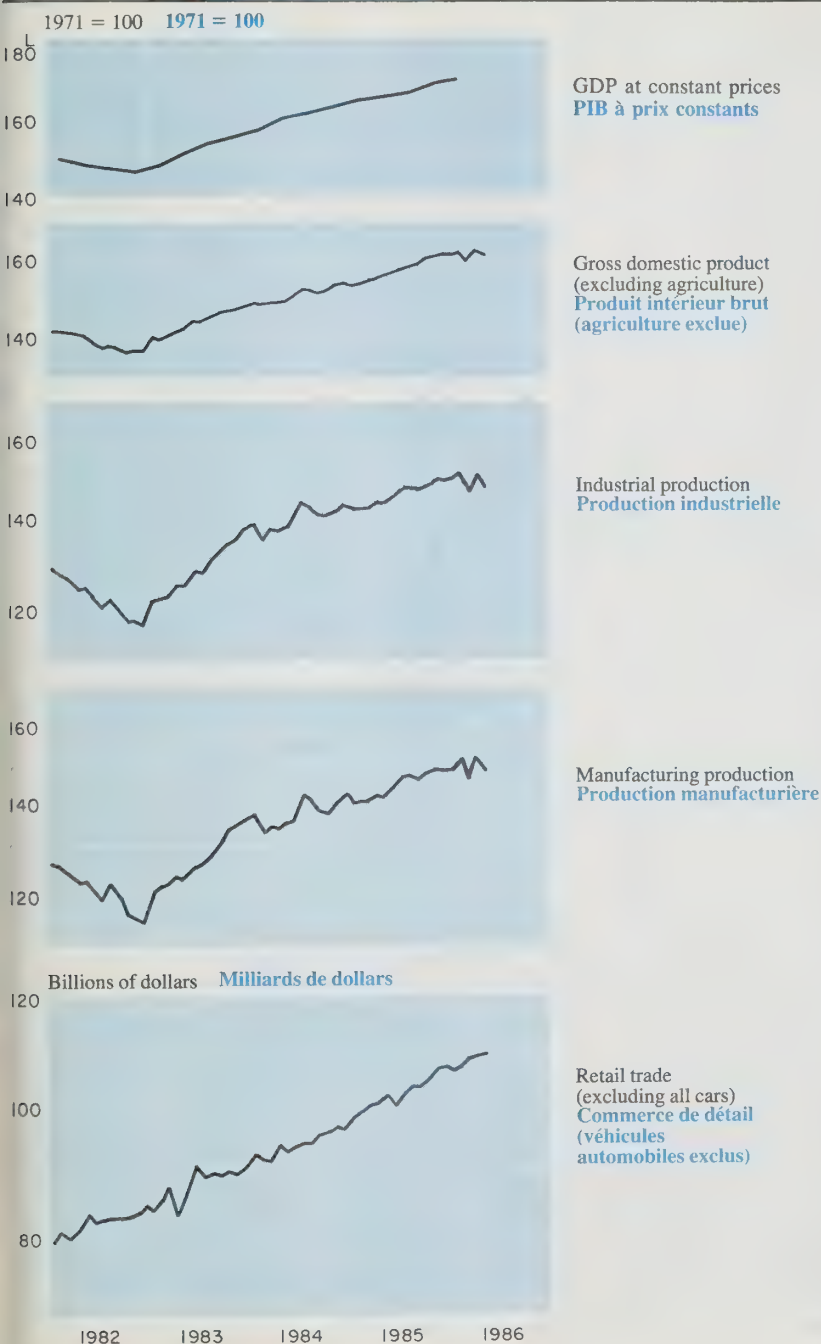 1971 = 100 1971 = 100
L
180
160
140
GDP at constant prices
PIB à prix constants
160
140
Gross domestic product
(excluding agriculture)
Produit intérieur brut
(agriculture exclue)
160
140
120
Industrial production
Production industrielle
160
140
120
Manufacturing production
Production manufacturière
Billions of dollars Milliards de dollars
120
100
80
Retail trade
(excluding all cars)
Commerce de détail
(véhicules
automobiles exclus)
1982 1983 1984 1985 1986